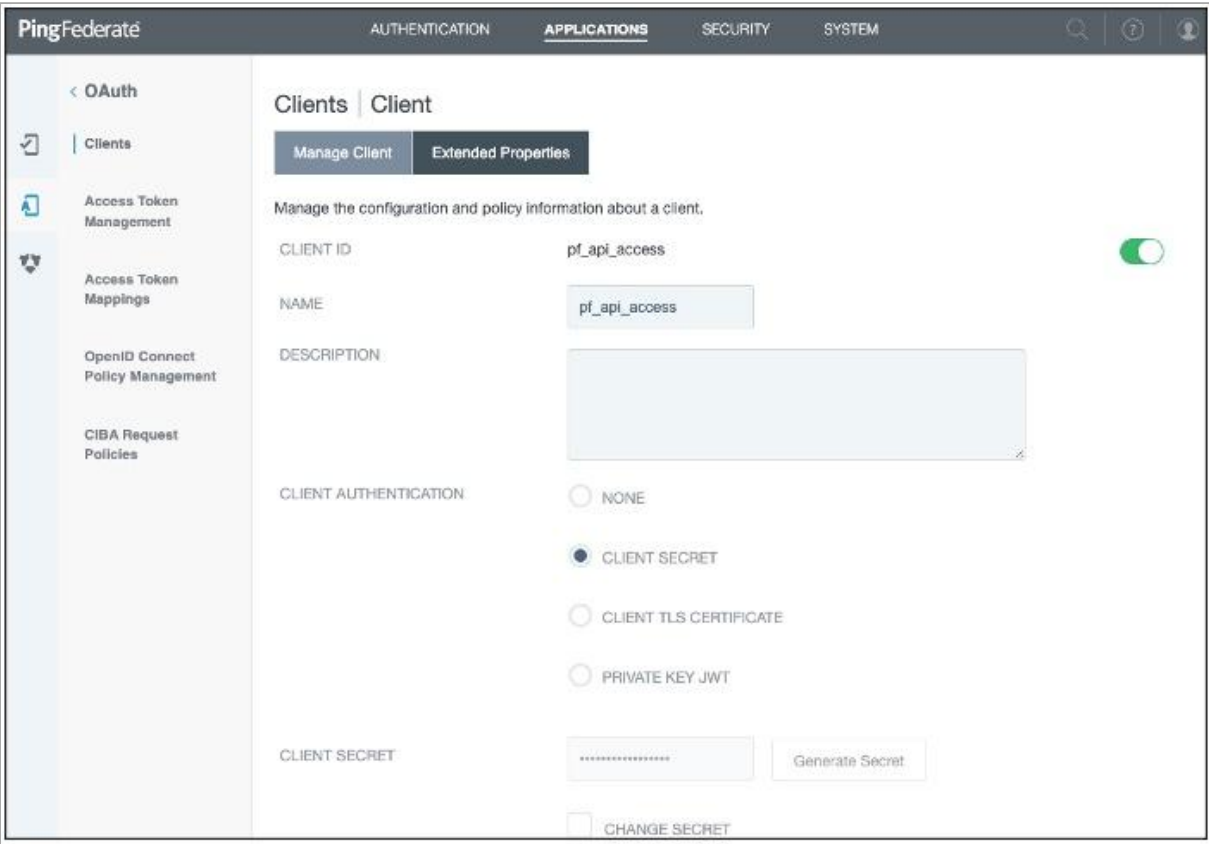 PingFederate
AUTHENTICATION APPLICATIONS SECURITY SYSTEM
< OAuth
Clients
Access Token
Management
Access Token
Mappings
OpenID Connect
Policy Management
CIBA Request
Policies
Clients | Client
Manage Client Extended Properties
Manage the configuration and policy information about a client.
CLIENT ID pf_api_access
NAME pf_api_access
DESCRIPTION
CLIENT AUTHENTICATION NONE
CLIENT SECRET
CLIENT TLS CERTIFICATE
PRIVATE KEY JWT
CLIENT SECRET ••••••••••••••••• Generate Secret
CHANGE SECRET